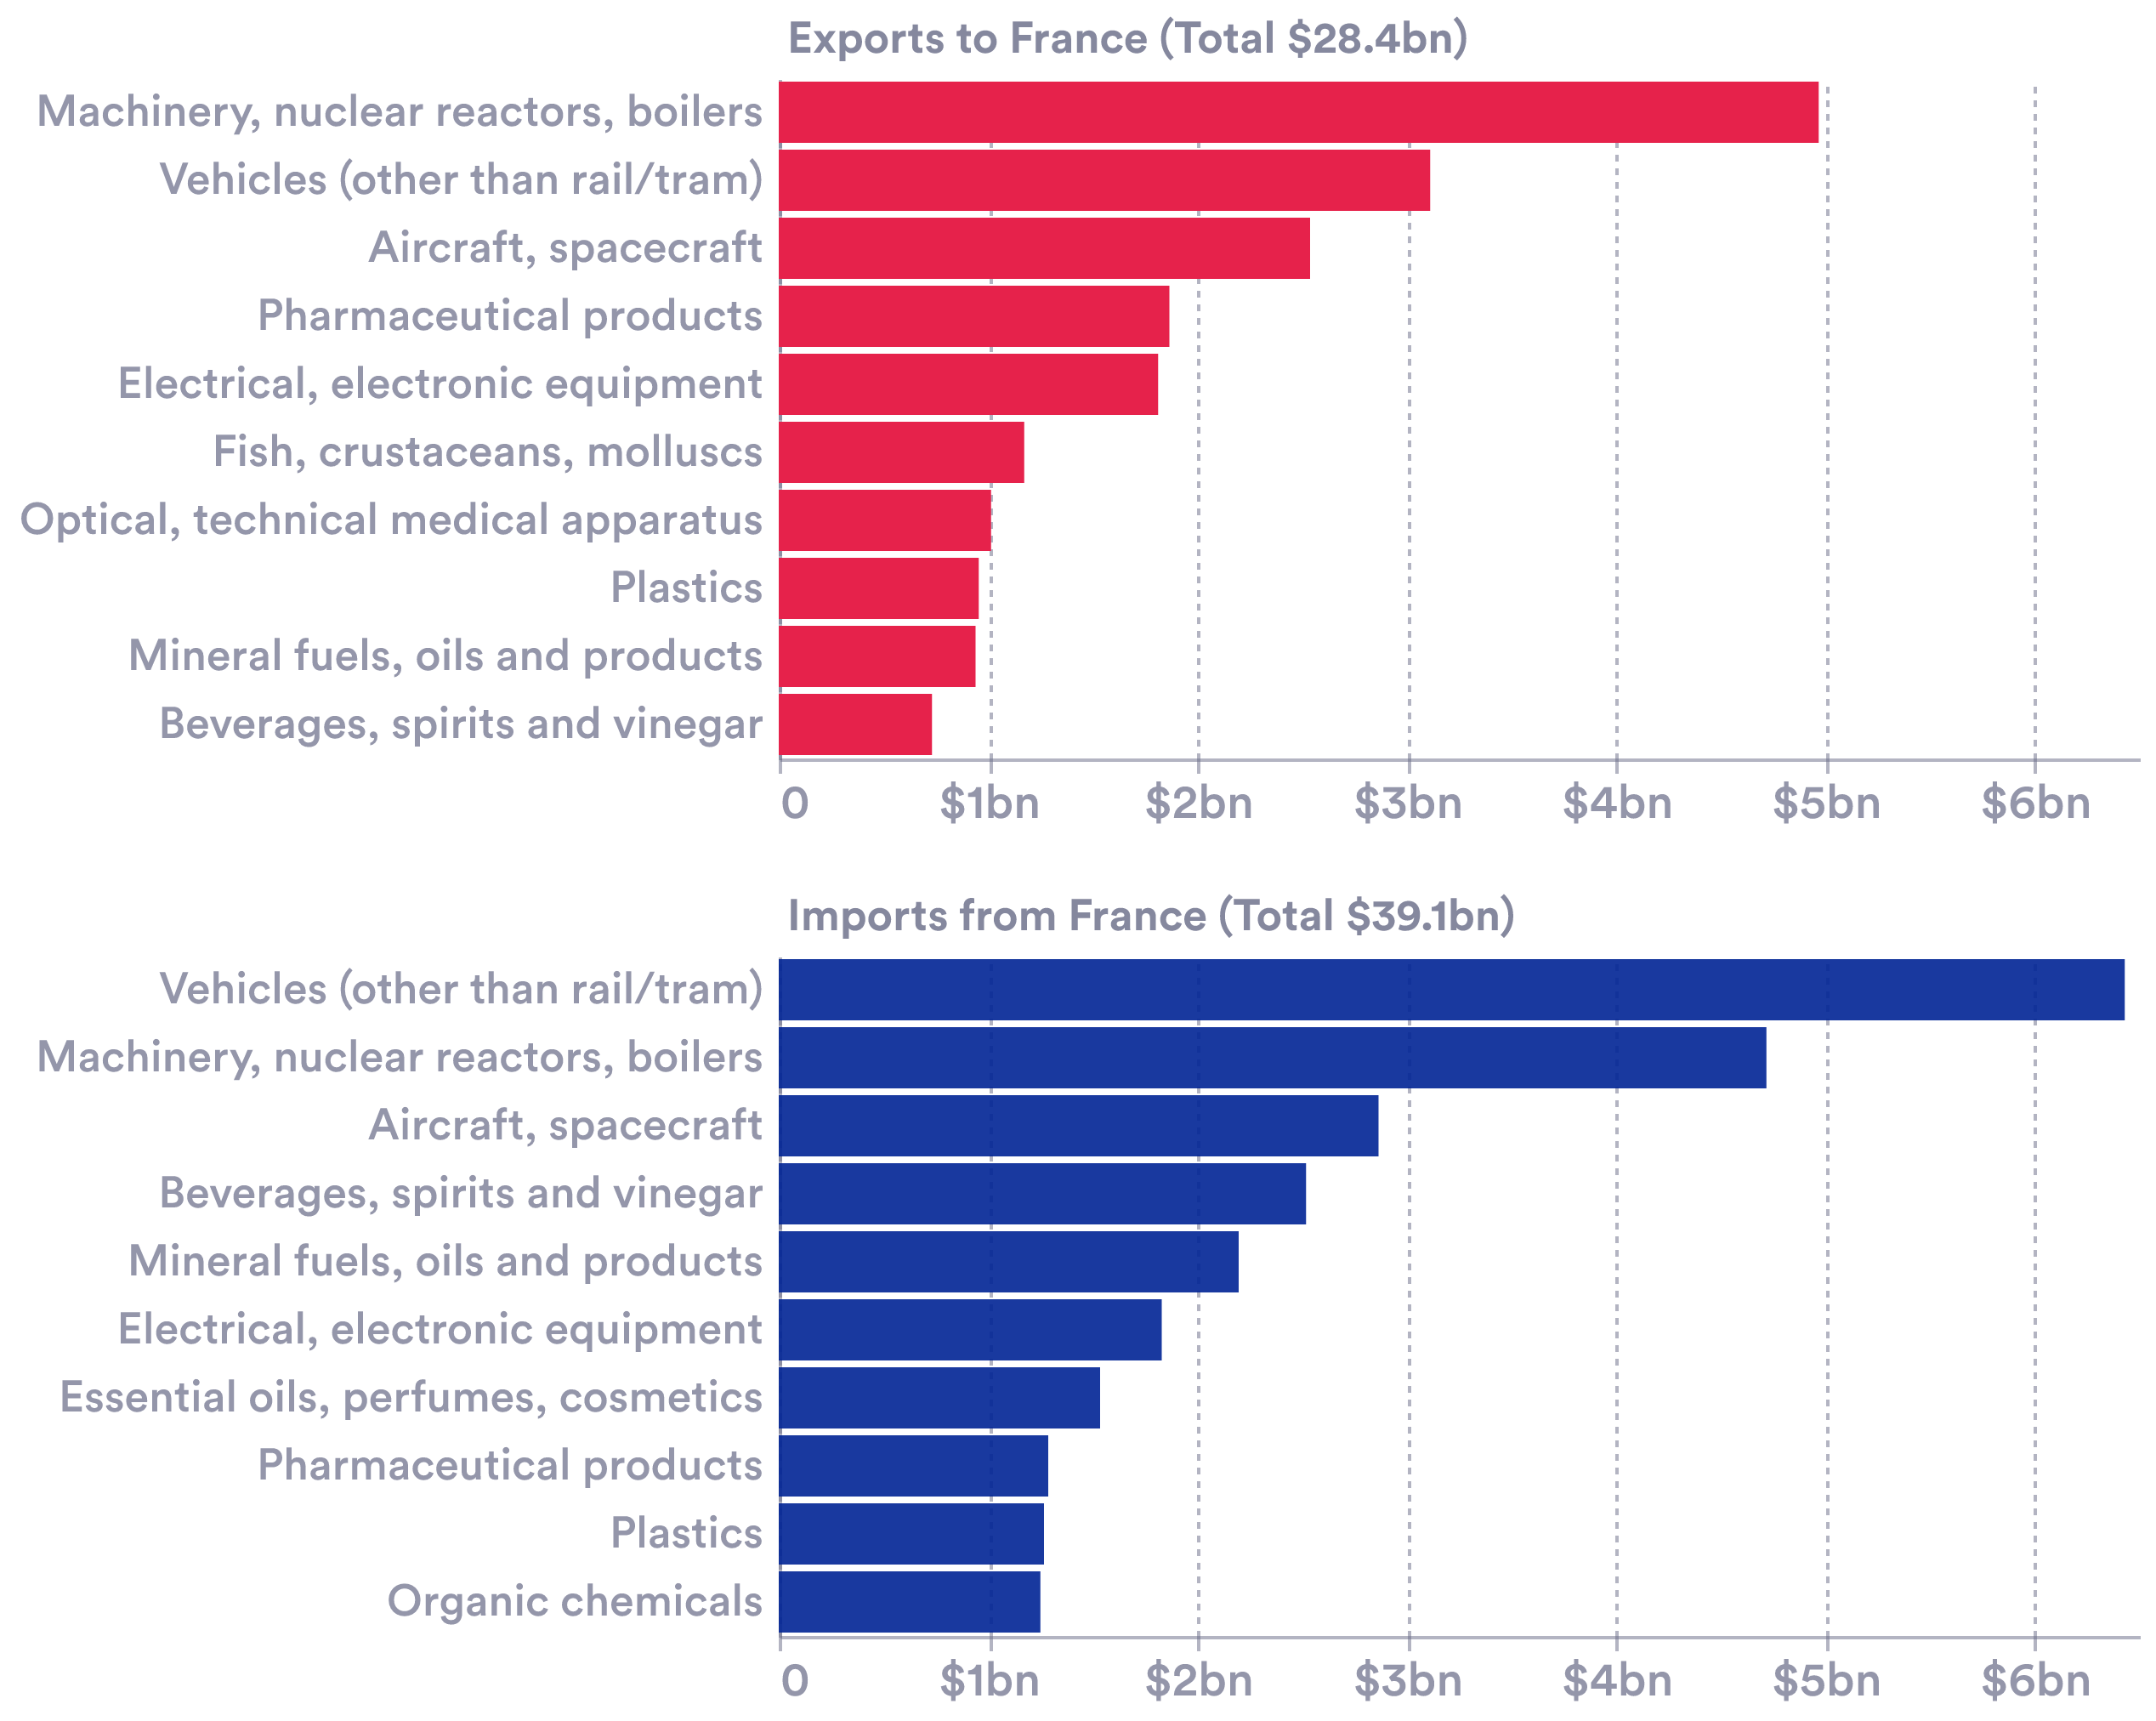 Exports to France (Total $28.4bn)
Machinery, nuclear reactors, boilers
Vehicles (other than rail/tram)
Aircraft, spacecraft
Pharmaceutical products
Electrical, electronic equipment
Fish, crustaceans, molluscs
Optical, technical medical apparatus
Plastics
Mineral fuels, oils and products
Beverages, spirits and vinegar
0 $1bn $2bn $3bn $4bn $5bn $6bn
Imports from France (Total $39.1bn)
Vehicles (other than rail/tram)
Machinery, nuclear reactors, boilers
Aircraft, spacecraft
Beverages, spirits and vinegar
Mineral fuels, oils and products
Electrical, electronic equipment
Essential oils, perfumes, cosmetics
Pharmaceutical products
Plastics
Organic chemicals
0 $1bn $2bn $3bn $4bn $5bn $6bn